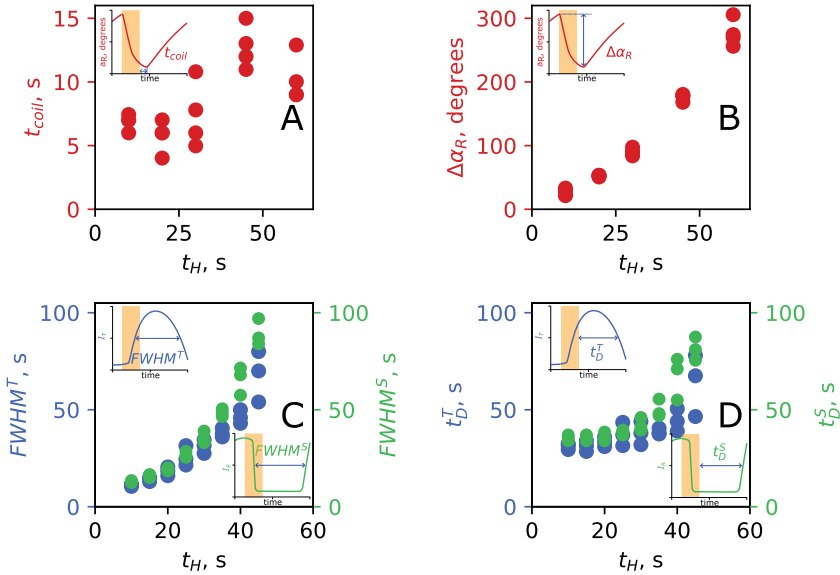 15
10
5
0
t_coil, s
a_R, degrees
t_coil
time
A
0
25
50
t_H, s
300
200
100
0
Δα_R, degrees
a_R, degrees
Δα_R
time
B
0
25
50
t_H, s
100
50
0
FWHM^T, s
I_T
FWHM^T
time
C
I_R
FWHM^S
time
100
50
0
FWHM^S, s
0
20
40
60
t_H, s
100
50
0
t_D^T, s
I_T
t_D^T
time
D
I_R
t_D^S
time
100
50
0
t_D^S, s
0
20
40
60
t_H, s